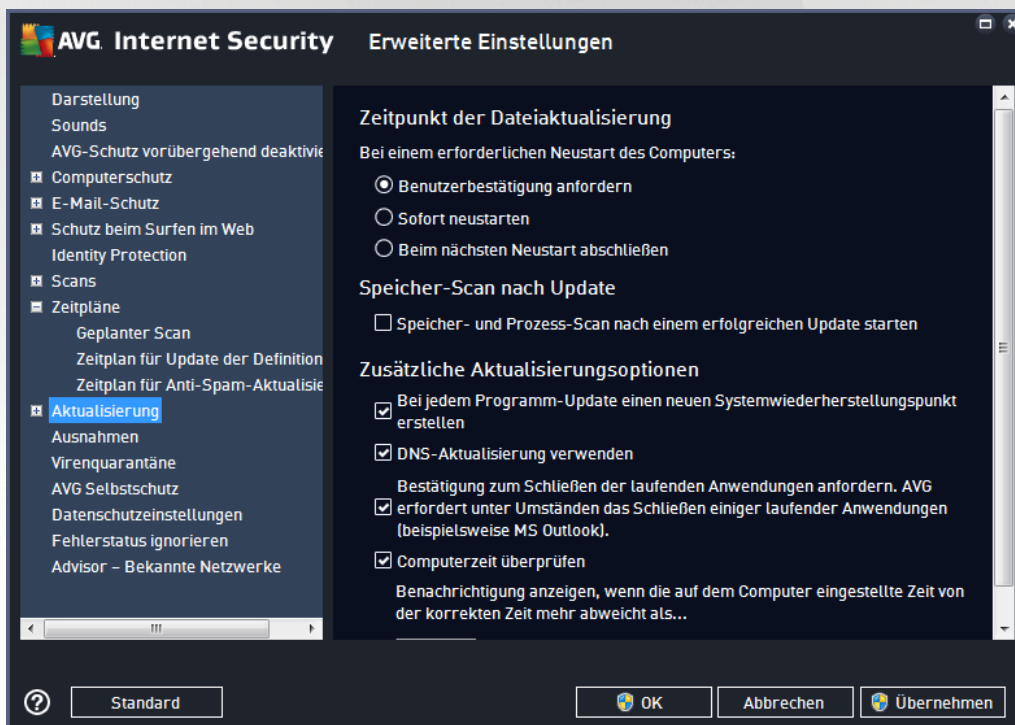 AVG. Internet Security Erweiterte Einstellungen
Darstellung
Sounds
AVG-Schutz vorübergehend deaktivie
Computerschutz
E-Mail-Schutz
Schutz beim Surfen im Web
Identity Protection
Scans
Zeitpläne
Geplanter Scan
Zeitplan für Update der Definition
Zeitplan für Anti-Spam-Aktualisie
Aktualisierung
Ausnahmen
Virenquarantäne
AVG Selbstschutz
Datenschutzeinstellungen
Fehlerstatus ignorieren
Advisor – Bekannte Netzwerke
Zeitpunkt der Dateiaktualisierung
Bei einem erforderlichen Neustart des Computers:
Benutzerbestätigung anfordern
Sofort neustarten
Beim nächsten Neustart abschließen
Speicher-Scan nach Update
Speicher- und Prozess-Scan nach einem erfolgreichen Update starten
Zusätzliche Aktualisierungsoptionen
Bei jedem Programm-Update einen neuen Systemwiederherstellungspunkt
erstellen
DNS-Aktualisierung verwenden
Bestätigung zum Schließen der laufenden Anwendungen anfordern. AVG
erfordert unter Umständen das Schließen einiger laufender Anwendungen
(beispielsweise MS Outlook).
Computerzeit überprüfen
Benachrichtigung anzeigen, wenn die auf dem Computer eingestellte Zeit von
der korrekten Zeit mehr abweicht als...
Standard
OK
Abbrechen
Übernehmen